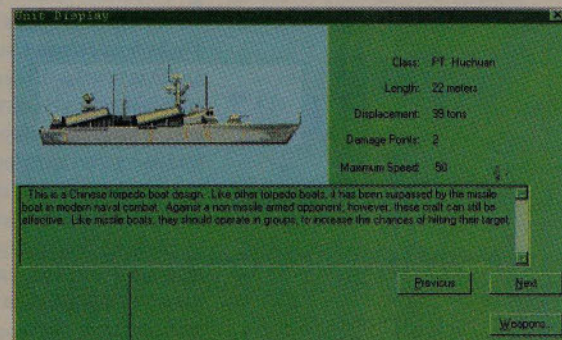 Unit Display
Class: PT Huchuan
Length: 22 meters
Displacement: 39 tons
Damage Points: 2
Maximum Speed: 50
This is a Chinese torpedo boat design. Like other torpedo boats, it has been surpassed by the missile
boat in modern naval combat. Against a non missile armed opponent, however, these craft can still be
effective. Like missile boats, they should operate in groups, to increase the chances of hitting their target.
Previous
Next
Weapons...